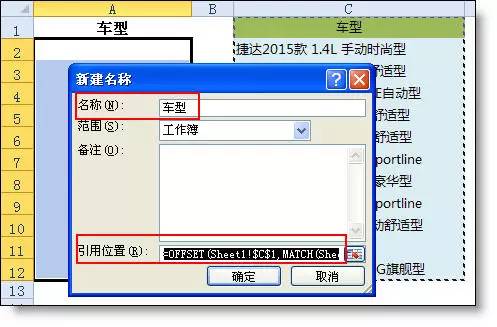 A B C
1 车型 车型
2 捷达2015款 1.4L 手动时尚型
3 舒适型
4 E自动型
5 舒适型
6 舒适型
7 portline
8 豪华型
9 portline
10 动舒适型
11
12 G旗舰型
13
新建名称
名称(N): 车型
范围(S): 工作簿
备注(O):
引用位置(R): =OFFSET(Sheet1!$C$1,MATCH(She
确定 取消